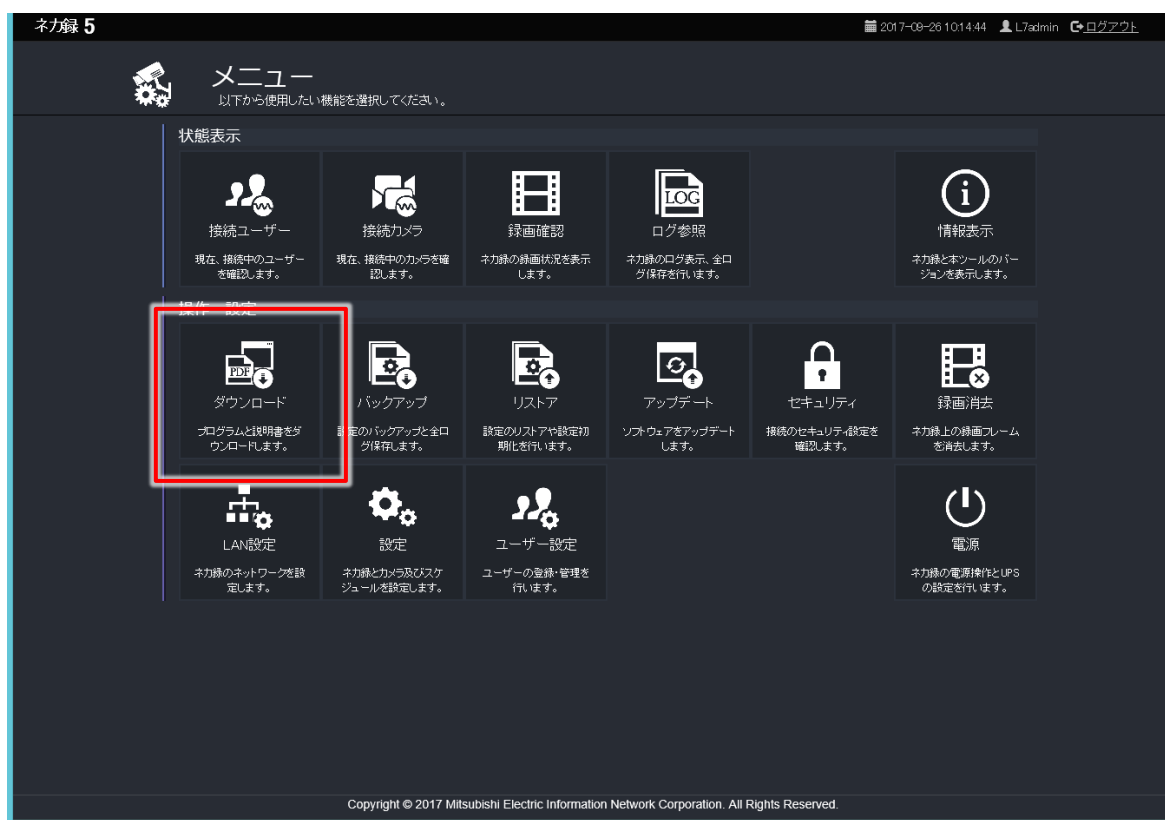 ネカ録 5
2017-09-26 10:14:44 L7admin ログアウト
メニュー
以下から使用したい機能を選択してください。
状態表示
LOG
接続ユーザー
現在、接続中のユーザー
を確認します。
接続カメラ
現在、接続中のカメラを確
認します。
録画確認
ネカ録の録画状況を表示
します。
ログ参照
ネカ録のログ表示、全ロ
グ保存を行います。
情報表示
ネカ録と本ツールのバー
ジョンを表示します。
操作・設定
PDF
ダウンロード
プログラムと説明書をダ
ウンロードします。
バックアップ
設定のバックアップと全ロ
グ保存します。
リストア
設定のリストアや設定初
期化を行います。
アップデート
ソフトウェアをアップデート
します。
セキュリティ
接続のセキュリティ設定を
確認します。
録画消去
ネカ録上の録画フレーム
を消去します。
LAN設定
ネカ録のネットワークを設
定します。
設定
ネカ録とカメラ及びスケ
ジュールを設定します。
ユーザー設定
ユーザーの登録・管理を
行います。
電源
ネカ録の電源操作とUPS
の設定を行います。
Copyright © 2017 Mitsubishi Electric Information Network Corporation. All Rights Reserved.